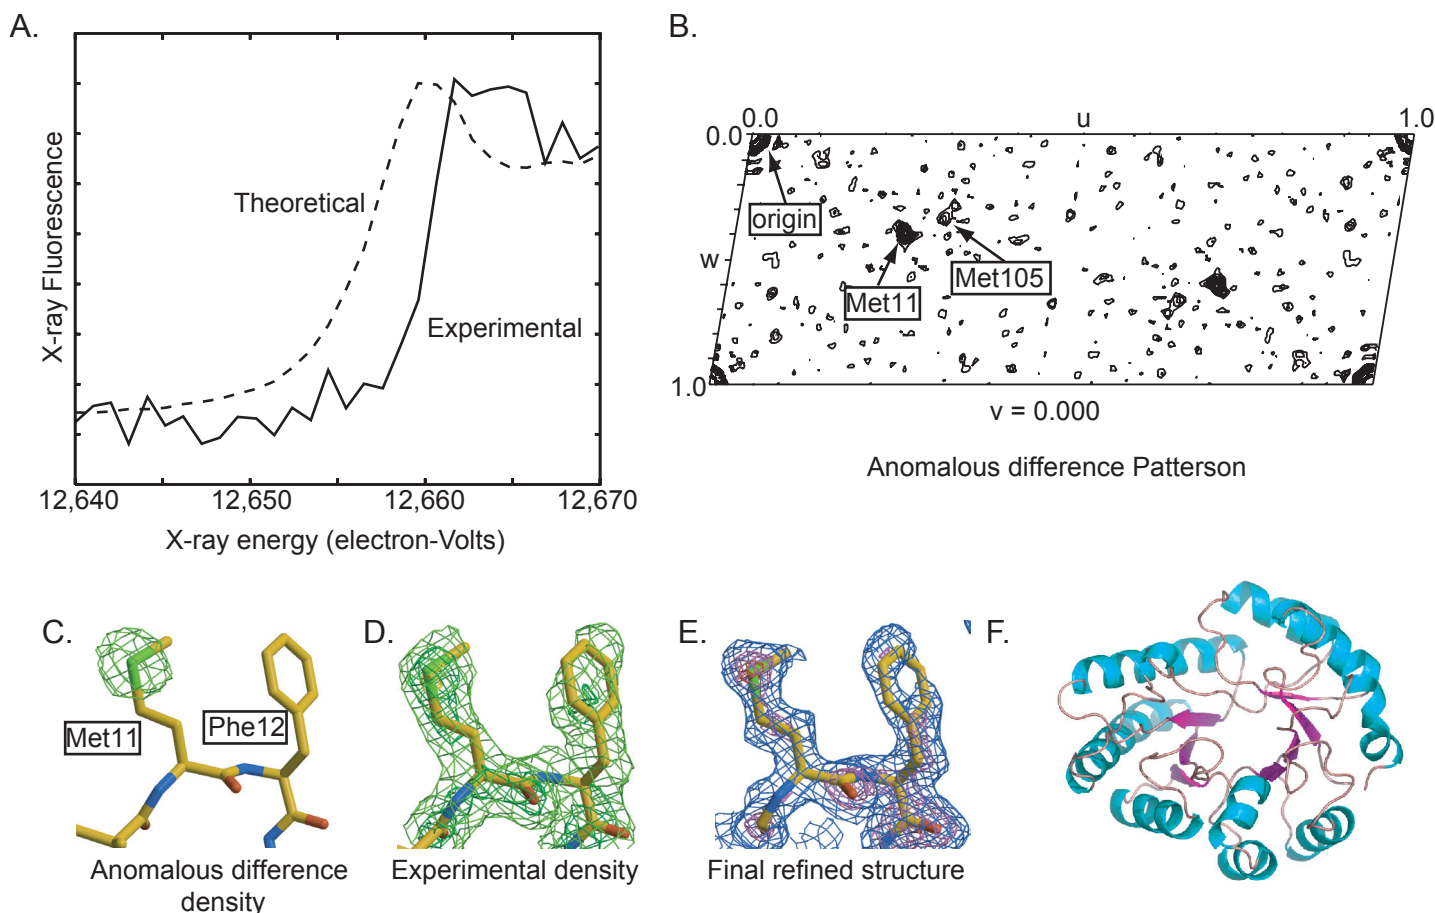 A.
X-ray Fluorescence
Theoretical
Experimental
12,640 12,650 12,660 12,670
X-ray energy (electron-Volts)
B.
0.0 u 1.0
0.0
origin
w
Met11
Met105
1.0
v = 0.000
Anomalous difference Patterson
C.
Met11
Phe12
Anomalous difference
density
D.
Experimental density
E.
Final refined structure
F.